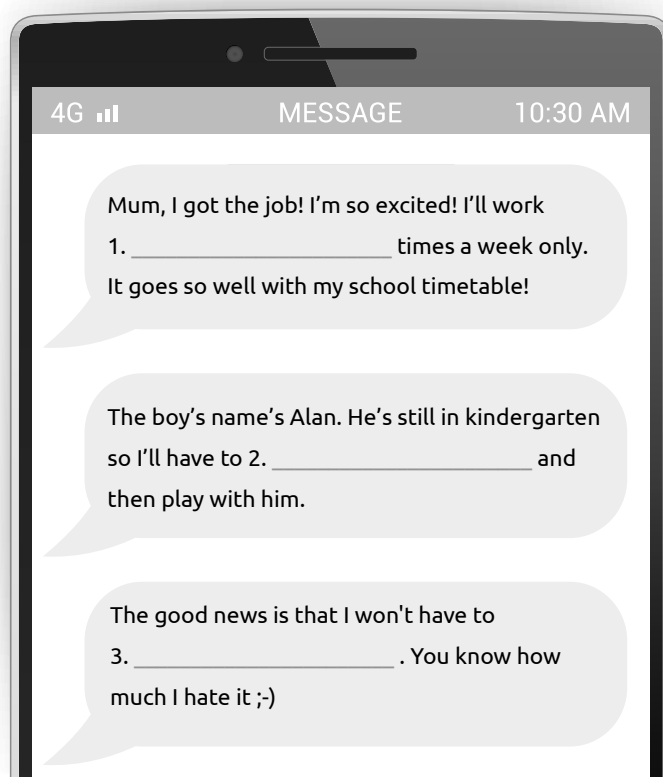 4G MESSAGE 10:30 AM
Mum, I got the job! I'm so excited! I'll work
1. ____________________ times a week only.
It goes so well with my school timetable!
The boy's name's Alan. He's still in kindergarten
so I'll have to 2. ____________________ and
then play with him.
The good news is that I won't have to
3. ____________________ . You know how
much I hate it ;-)